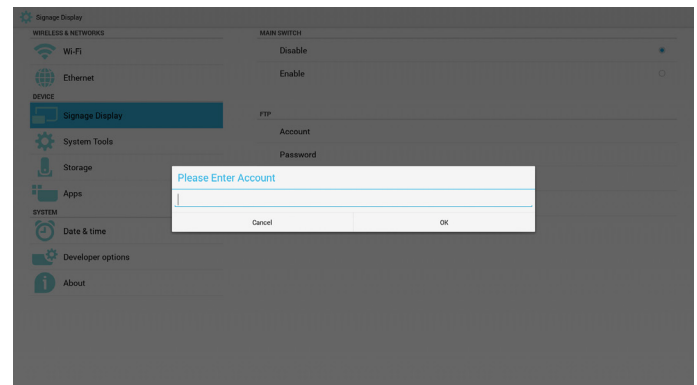 Signage Display
WIRELESS & NETWORKS
Wi-Fi
Ethernet
DEVICE
Signage Display
System Tools
Storage
Apps
SYSTEM
Date & time
Developer options
About
MAIN SWITCH
Disable
Enable
FTP
Account
Password
Please Enter Account
Cancel
OK